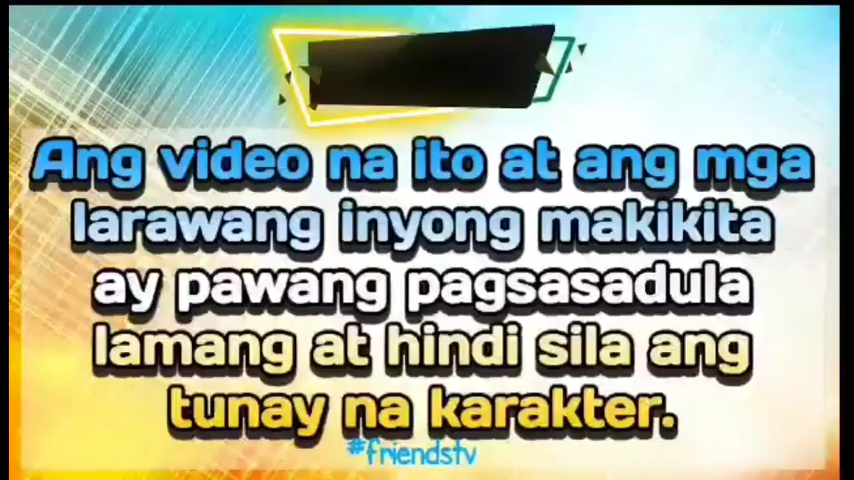 Ang video na ito at ang mga
larawang inyong makikita
ay pawang pagsasadula
lamang at hindi sila ang
tunay na karakter.
#friendstv